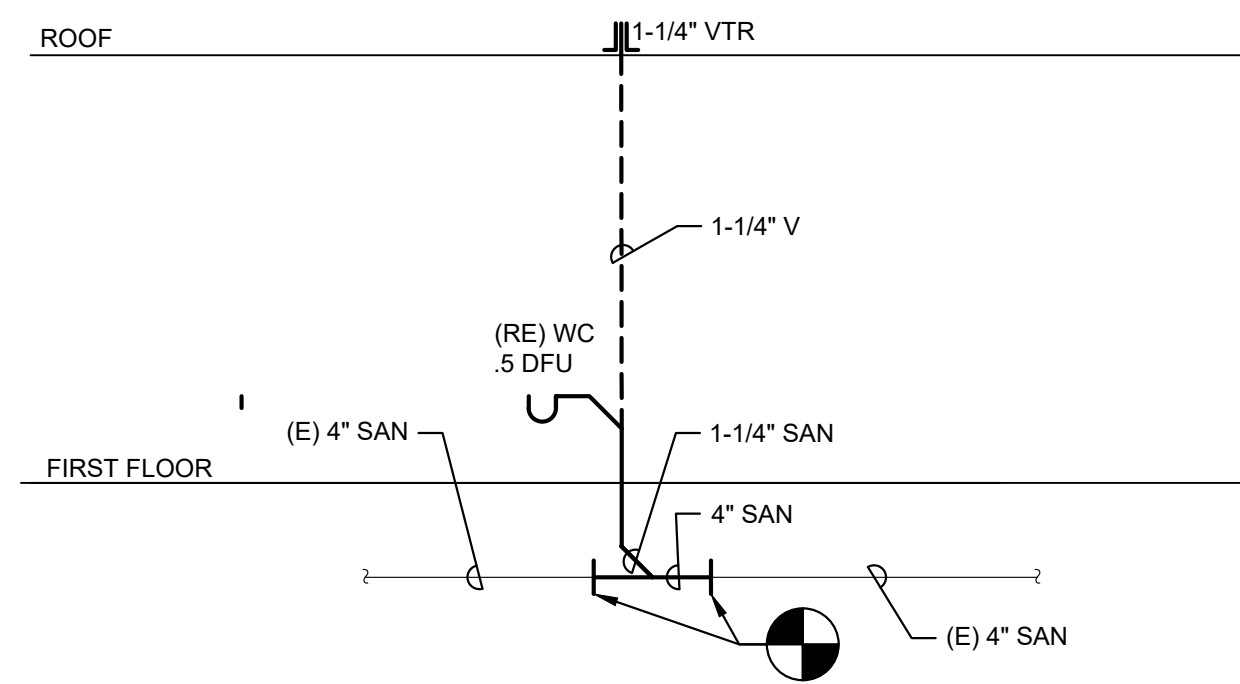 ROOF
1-1/4" VTR
1-1/4" V
(RE) WC
.5 DFU
(E) 4" SAN
1-1/4" SAN
FIRST FLOOR
4" SAN
(E) 4" SAN